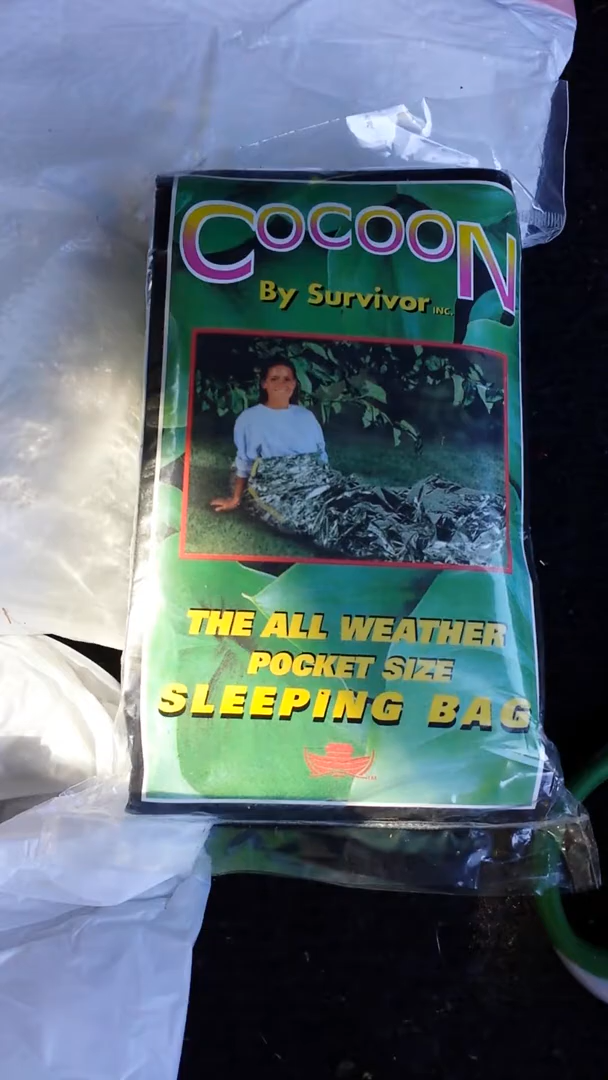 COCOON
By Survivor INC.
THE ALL WEATHER
POCKET SIZE
SLEEPING BAG